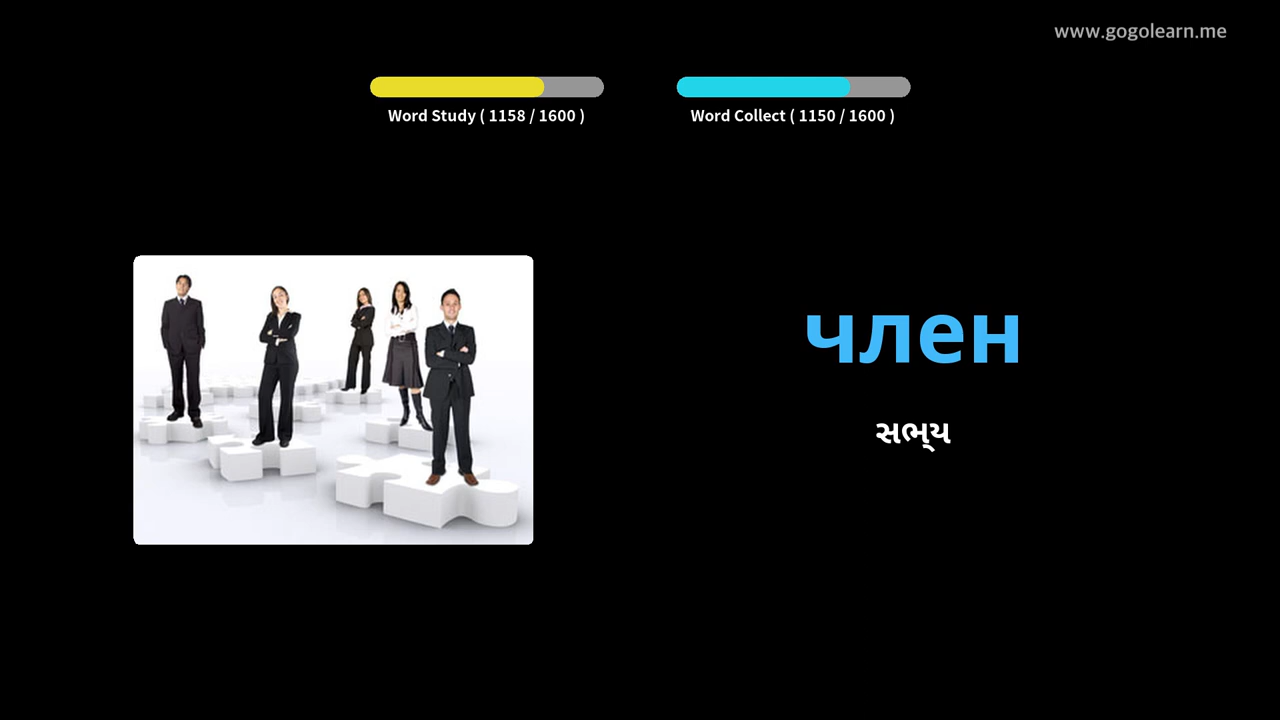 www.gogolearn.me
Word Study ( 1158 / 1600 )
Word Collect ( 1150 / 1600 )
член
સભ્ય